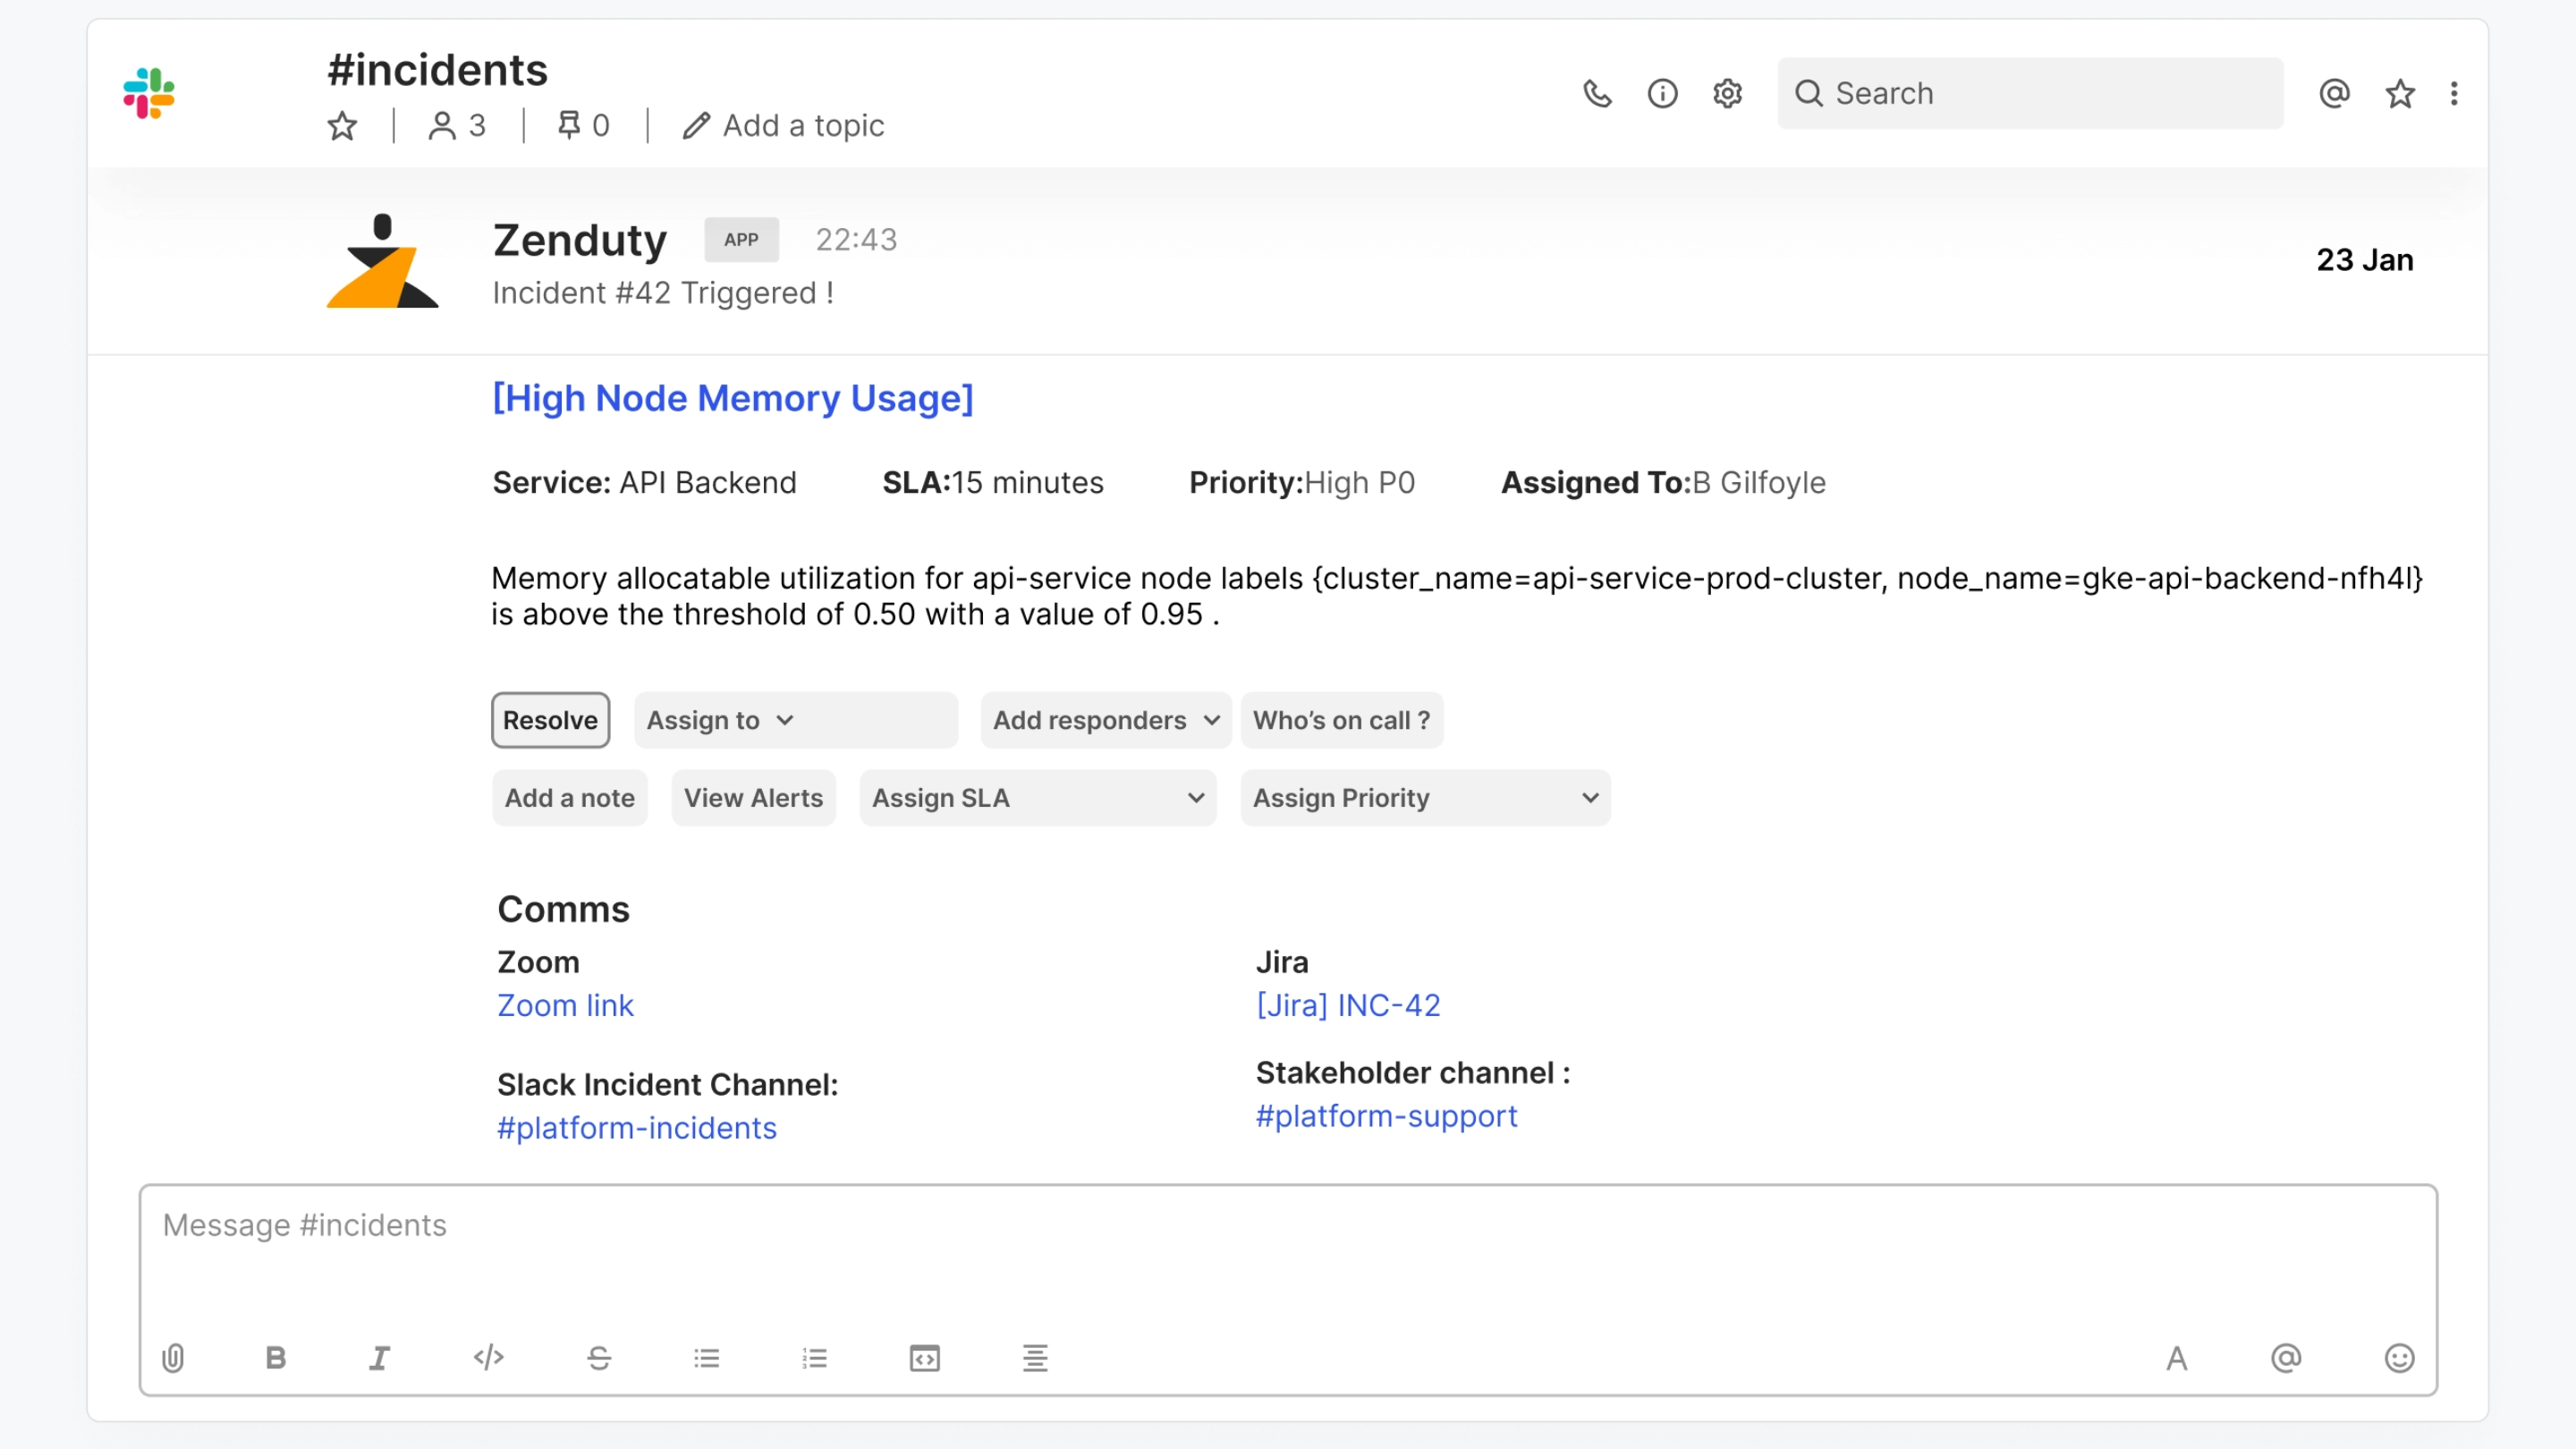 #incidents
3 0 Add a topic
Search
Zenduty APP 22:43
23 Jan
Incident #42 Triggered !
[High Node Memory Usage]
Service: API Backend SLA:15 minutes Priority:High P0 Assigned To:B Gilfoyle
Memory allocatable utilization for api-service node labels {cluster_name=api-service-prod-cluster, node_name=gke-api-backend-nfh4l}
is above the threshold of 0.50 with a value of 0.95 .
Resolve Assign to Add responders Who’s on call ?
Add a note View Alerts Assign SLA Assign Priority
Comms
Zoom
Zoom link
Jira
[Jira] INC-42
Slack Incident Channel:
#platform-incidents
Stakeholder channel :
#platform-support
Message #incidents